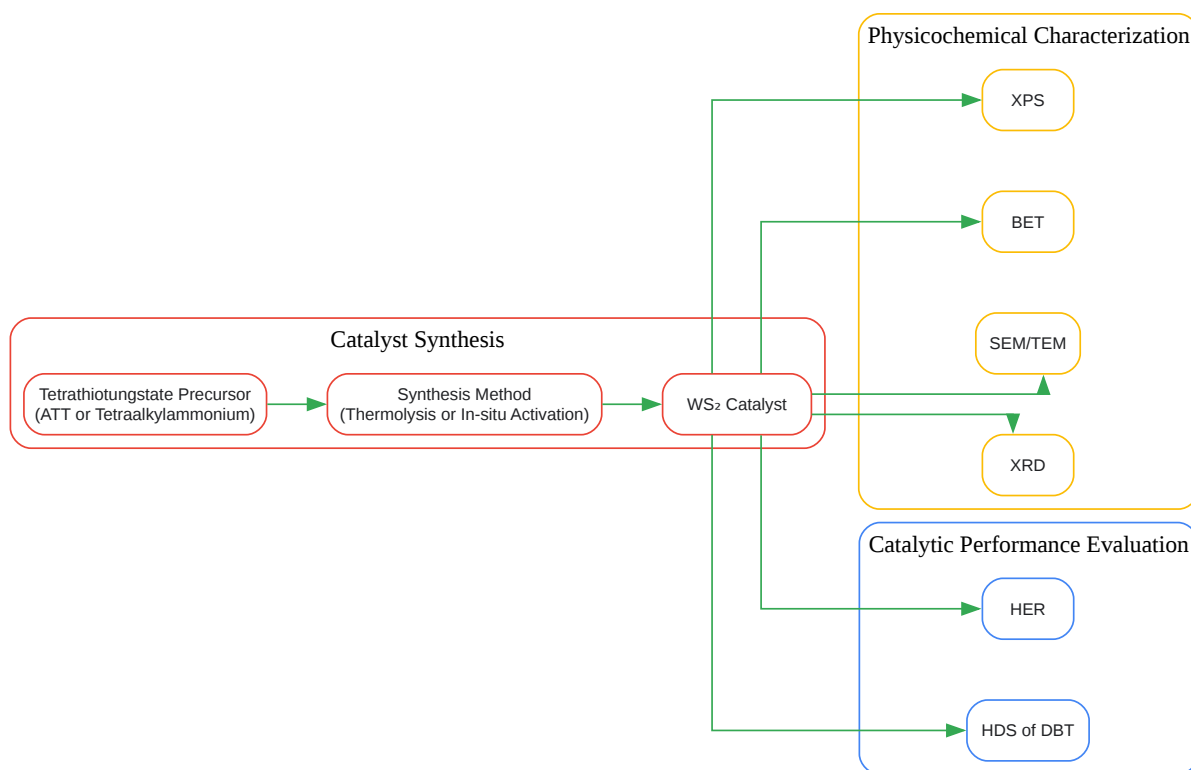 Physicochemical Characterization
XPS
BET
SEM/TEM
XRD
Catalyst Synthesis
Tetrathiotungstate Precursor
(ATT or Tetraalkylammonium)
Synthesis Method
(Thermolysis or In-situ Activation)
WS₂ Catalyst
Catalytic Performance Evaluation
HER
HDS of DBT